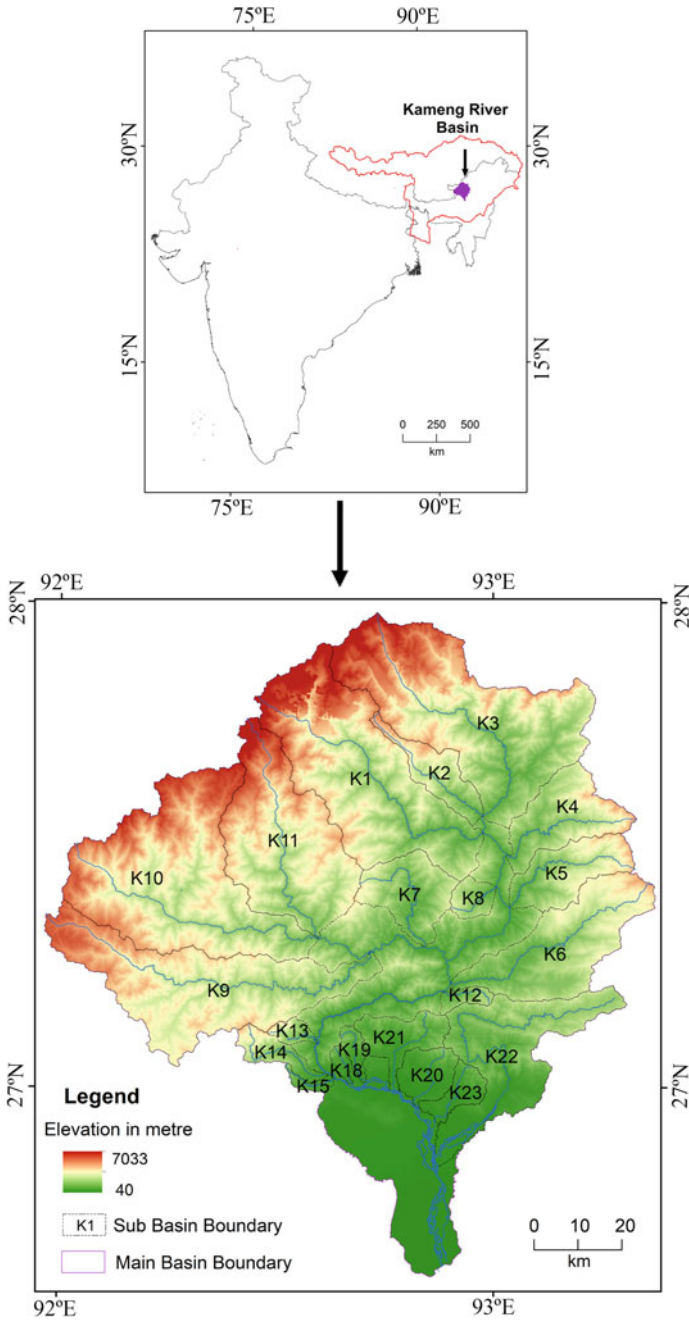 75ºE 90ºE
Kameng River
Basin
30ºN 30ºN
15ºN 15ºN
0 250 500
km
75ºE 90ºE
92ºE 93ºE
28ºN 28ºN
K3
K1 K2
K4
K11
K5
K10
K7 K8
K6
K9
K12
K13 K21
K14 K19 K22
K18 K20
K15 K23
27ºN 27ºN
Legend
Elevation in metre
7033
40
K1 Sub Basin Boundary
Main Basin Boundary
0 10 20
km
92ºE 93ºE